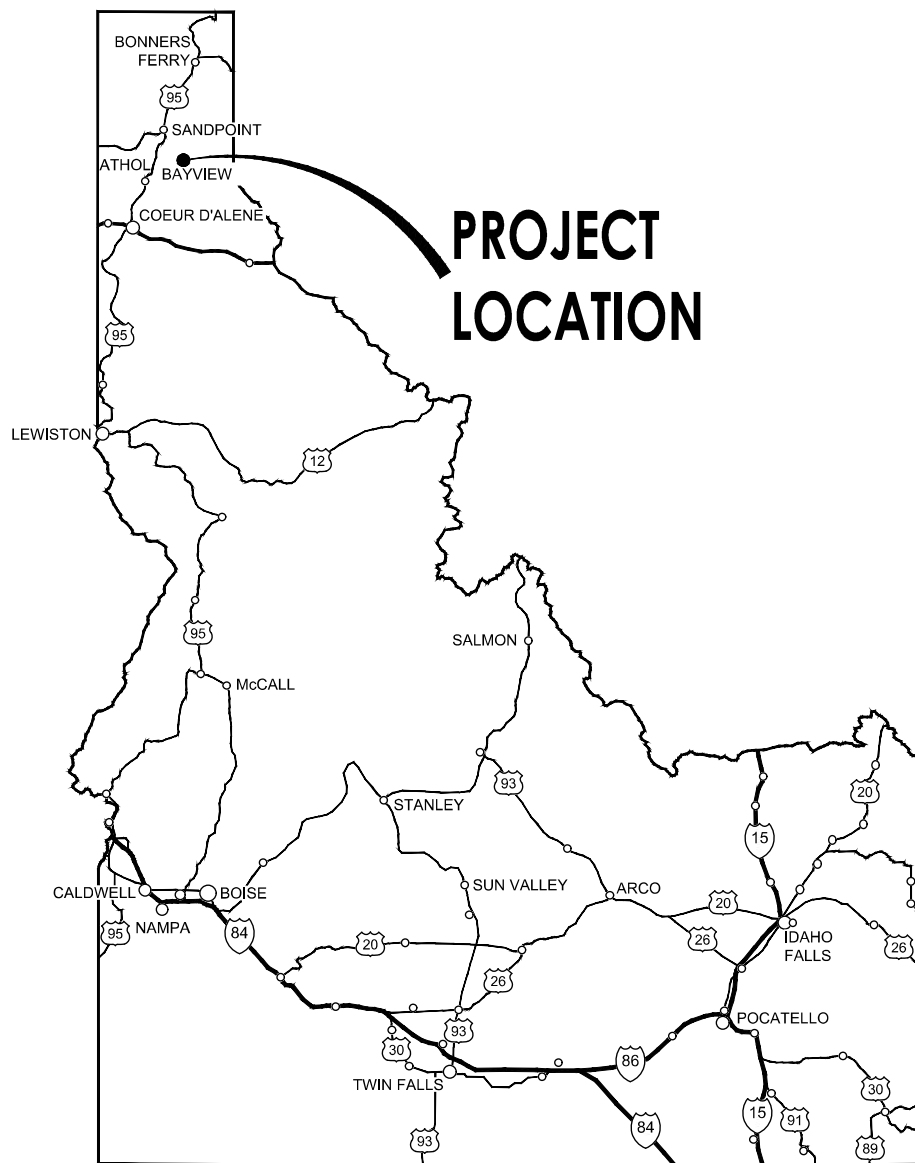 BONNERS
FERRY
95
SANDPOINT
ATHOL
BAYVIEW
COEUR D'ALENE
PROJECT
LOCATION
95
LEWISTON
12
95
SALMON
McCALL
93
20
STANLEY
15
SUN VALLEY
ARCO
CALDWELL
BOISE
NAMPA
95
84
20
20
26
IDAHO
FALLS
26
26
POCATELLO
93
30
86
TWIN FALLS
30
15
91
84
93
89